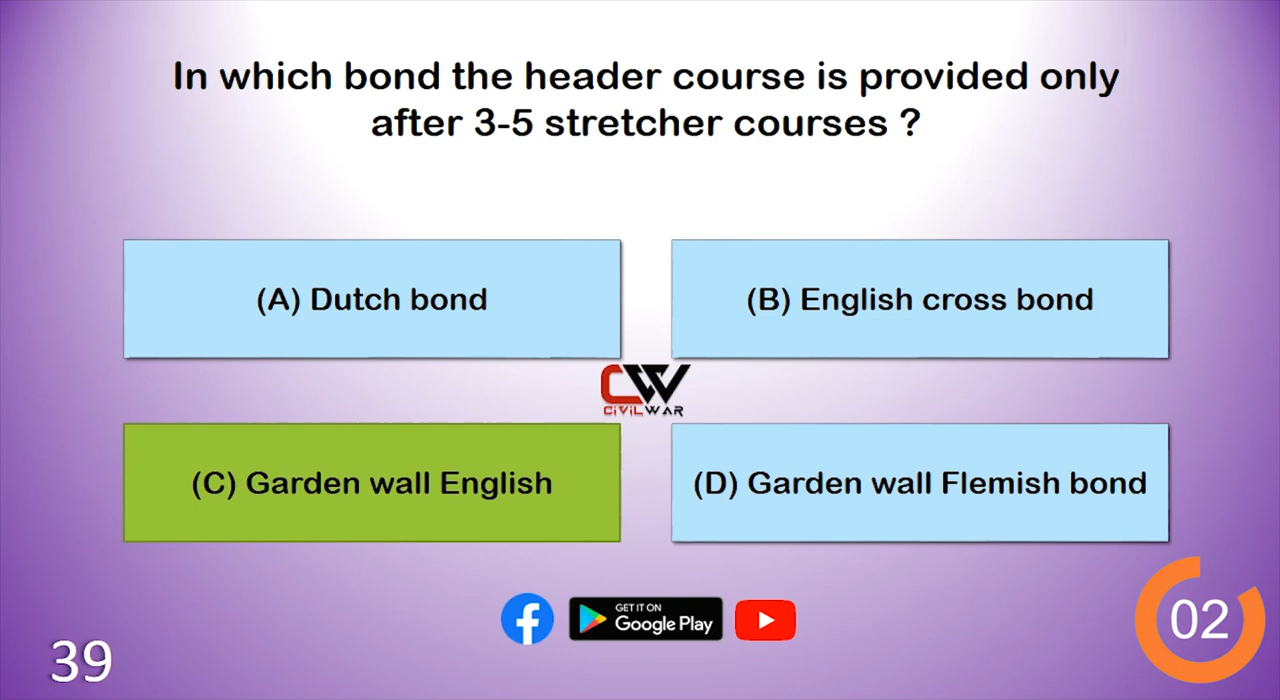 In which bond the header course is provided only
after 3-5 stretcher courses ?
(A) Dutch bond
(B) English cross bond
CW
CIVIL WAR
(C) Garden wall English
(D) Garden wall Flemish bond
GET IT ON
Google Play
02
39